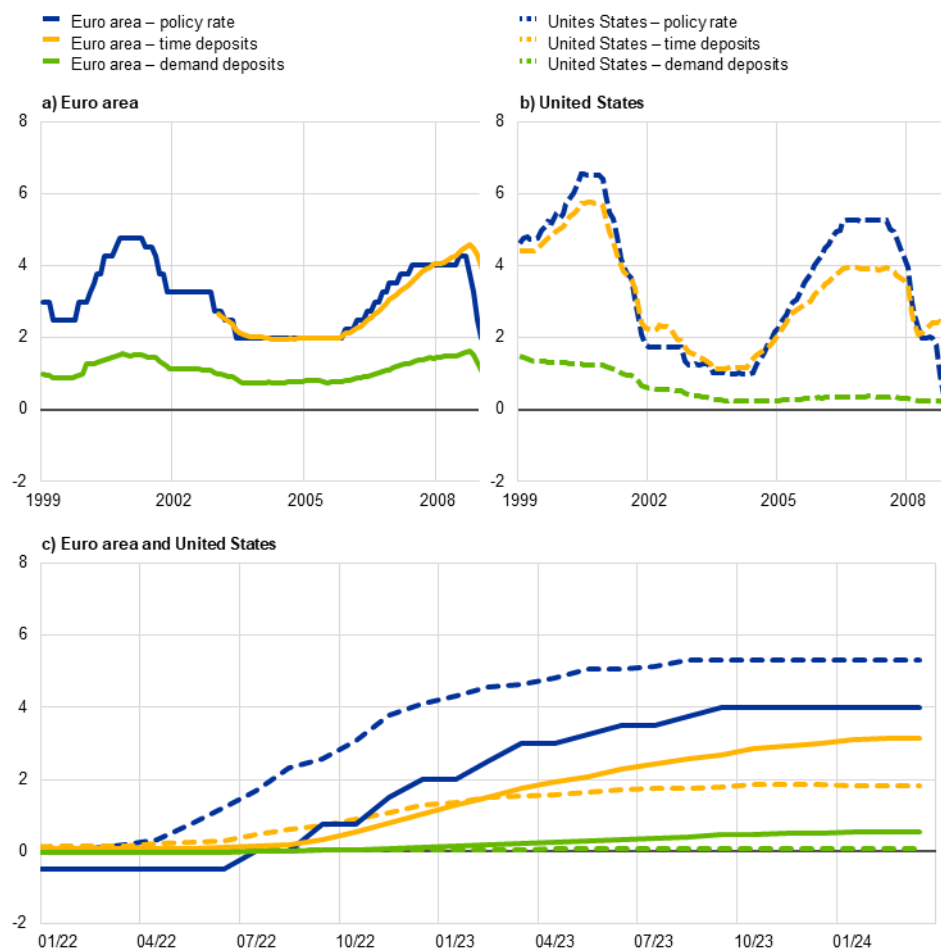 Euro area – policy rate
Euro area – time deposits
Euro area – demand deposits
Unites States – policy rate
United States – time deposits
United States – demand deposits
a) Euro area
8
6
4
2
0
-2
1999 2002 2005 2008
b) United States
8
6
4
2
0
-2
1999 2002 2005 2008
c) Euro area and United States
8
6
4
2
0
-2
01/22 04/22 07/22 10/22 01/23 04/23 07/23 10/23 01/24